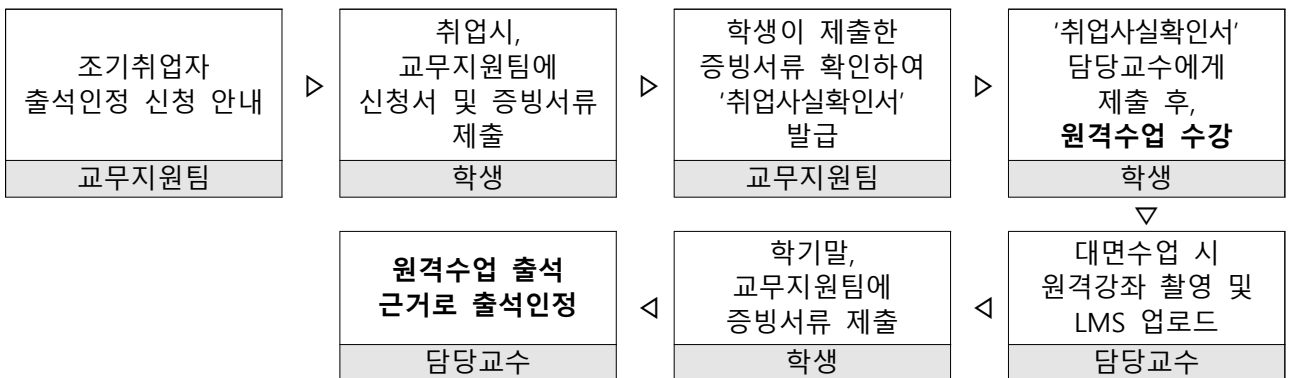 조기취업자
출석인정 신청 안내
교무지원팀
▷
취업시,
교무지원팀에
신청서 및 증빙서류
제출
학생
▷
학생이 제출한
증빙서류 확인하여
'취업사실확인서'
발급
교무지원팀
▷
'취업사실확인서'
담당교수에게
제출 후,
원격수업 수강
학생
▽
대면수업 시
원격강좌 촬영 및
LMS 업로드
담당교수
◁
학기말,
교무지원팀에
증빙서류 제출
학생
◁
원격수업 출석
근거로 출석인정
담당교수